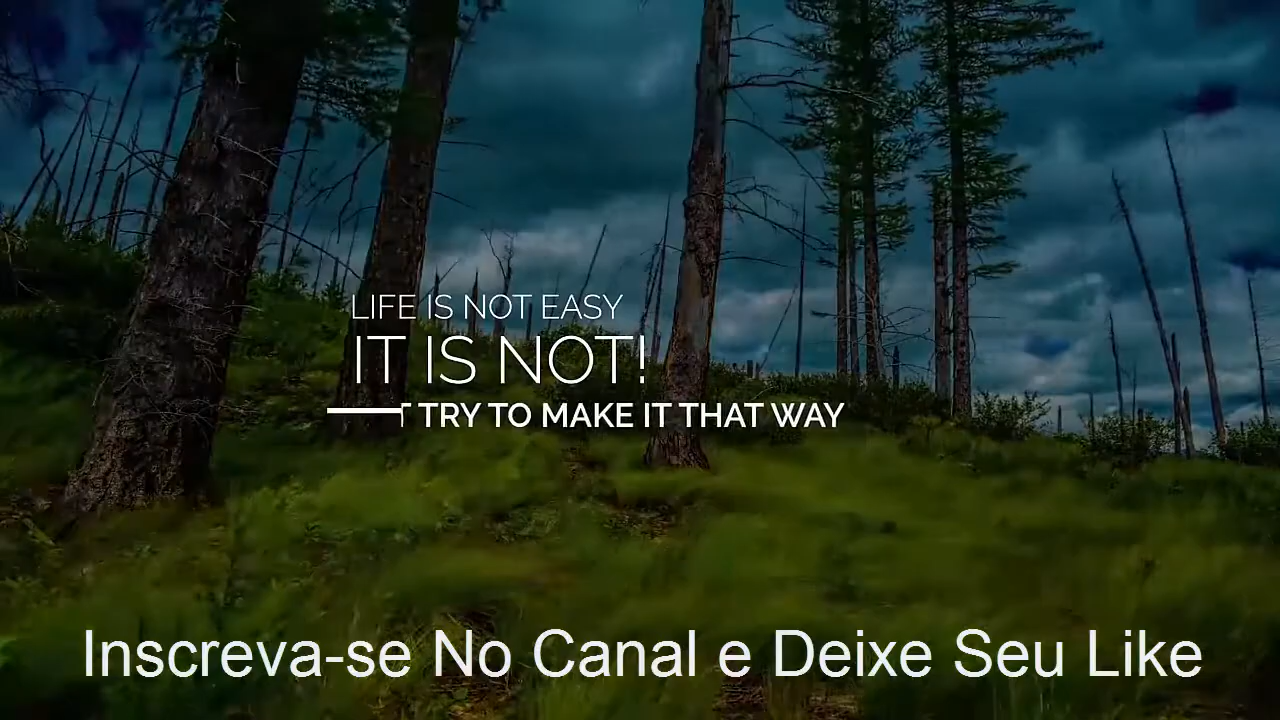 LIFE IS NOT EASY
IT IS NOT!
TRY TO MAKE IT THAT WAY
Inscreva-se No Canal e Deixe Seu Like